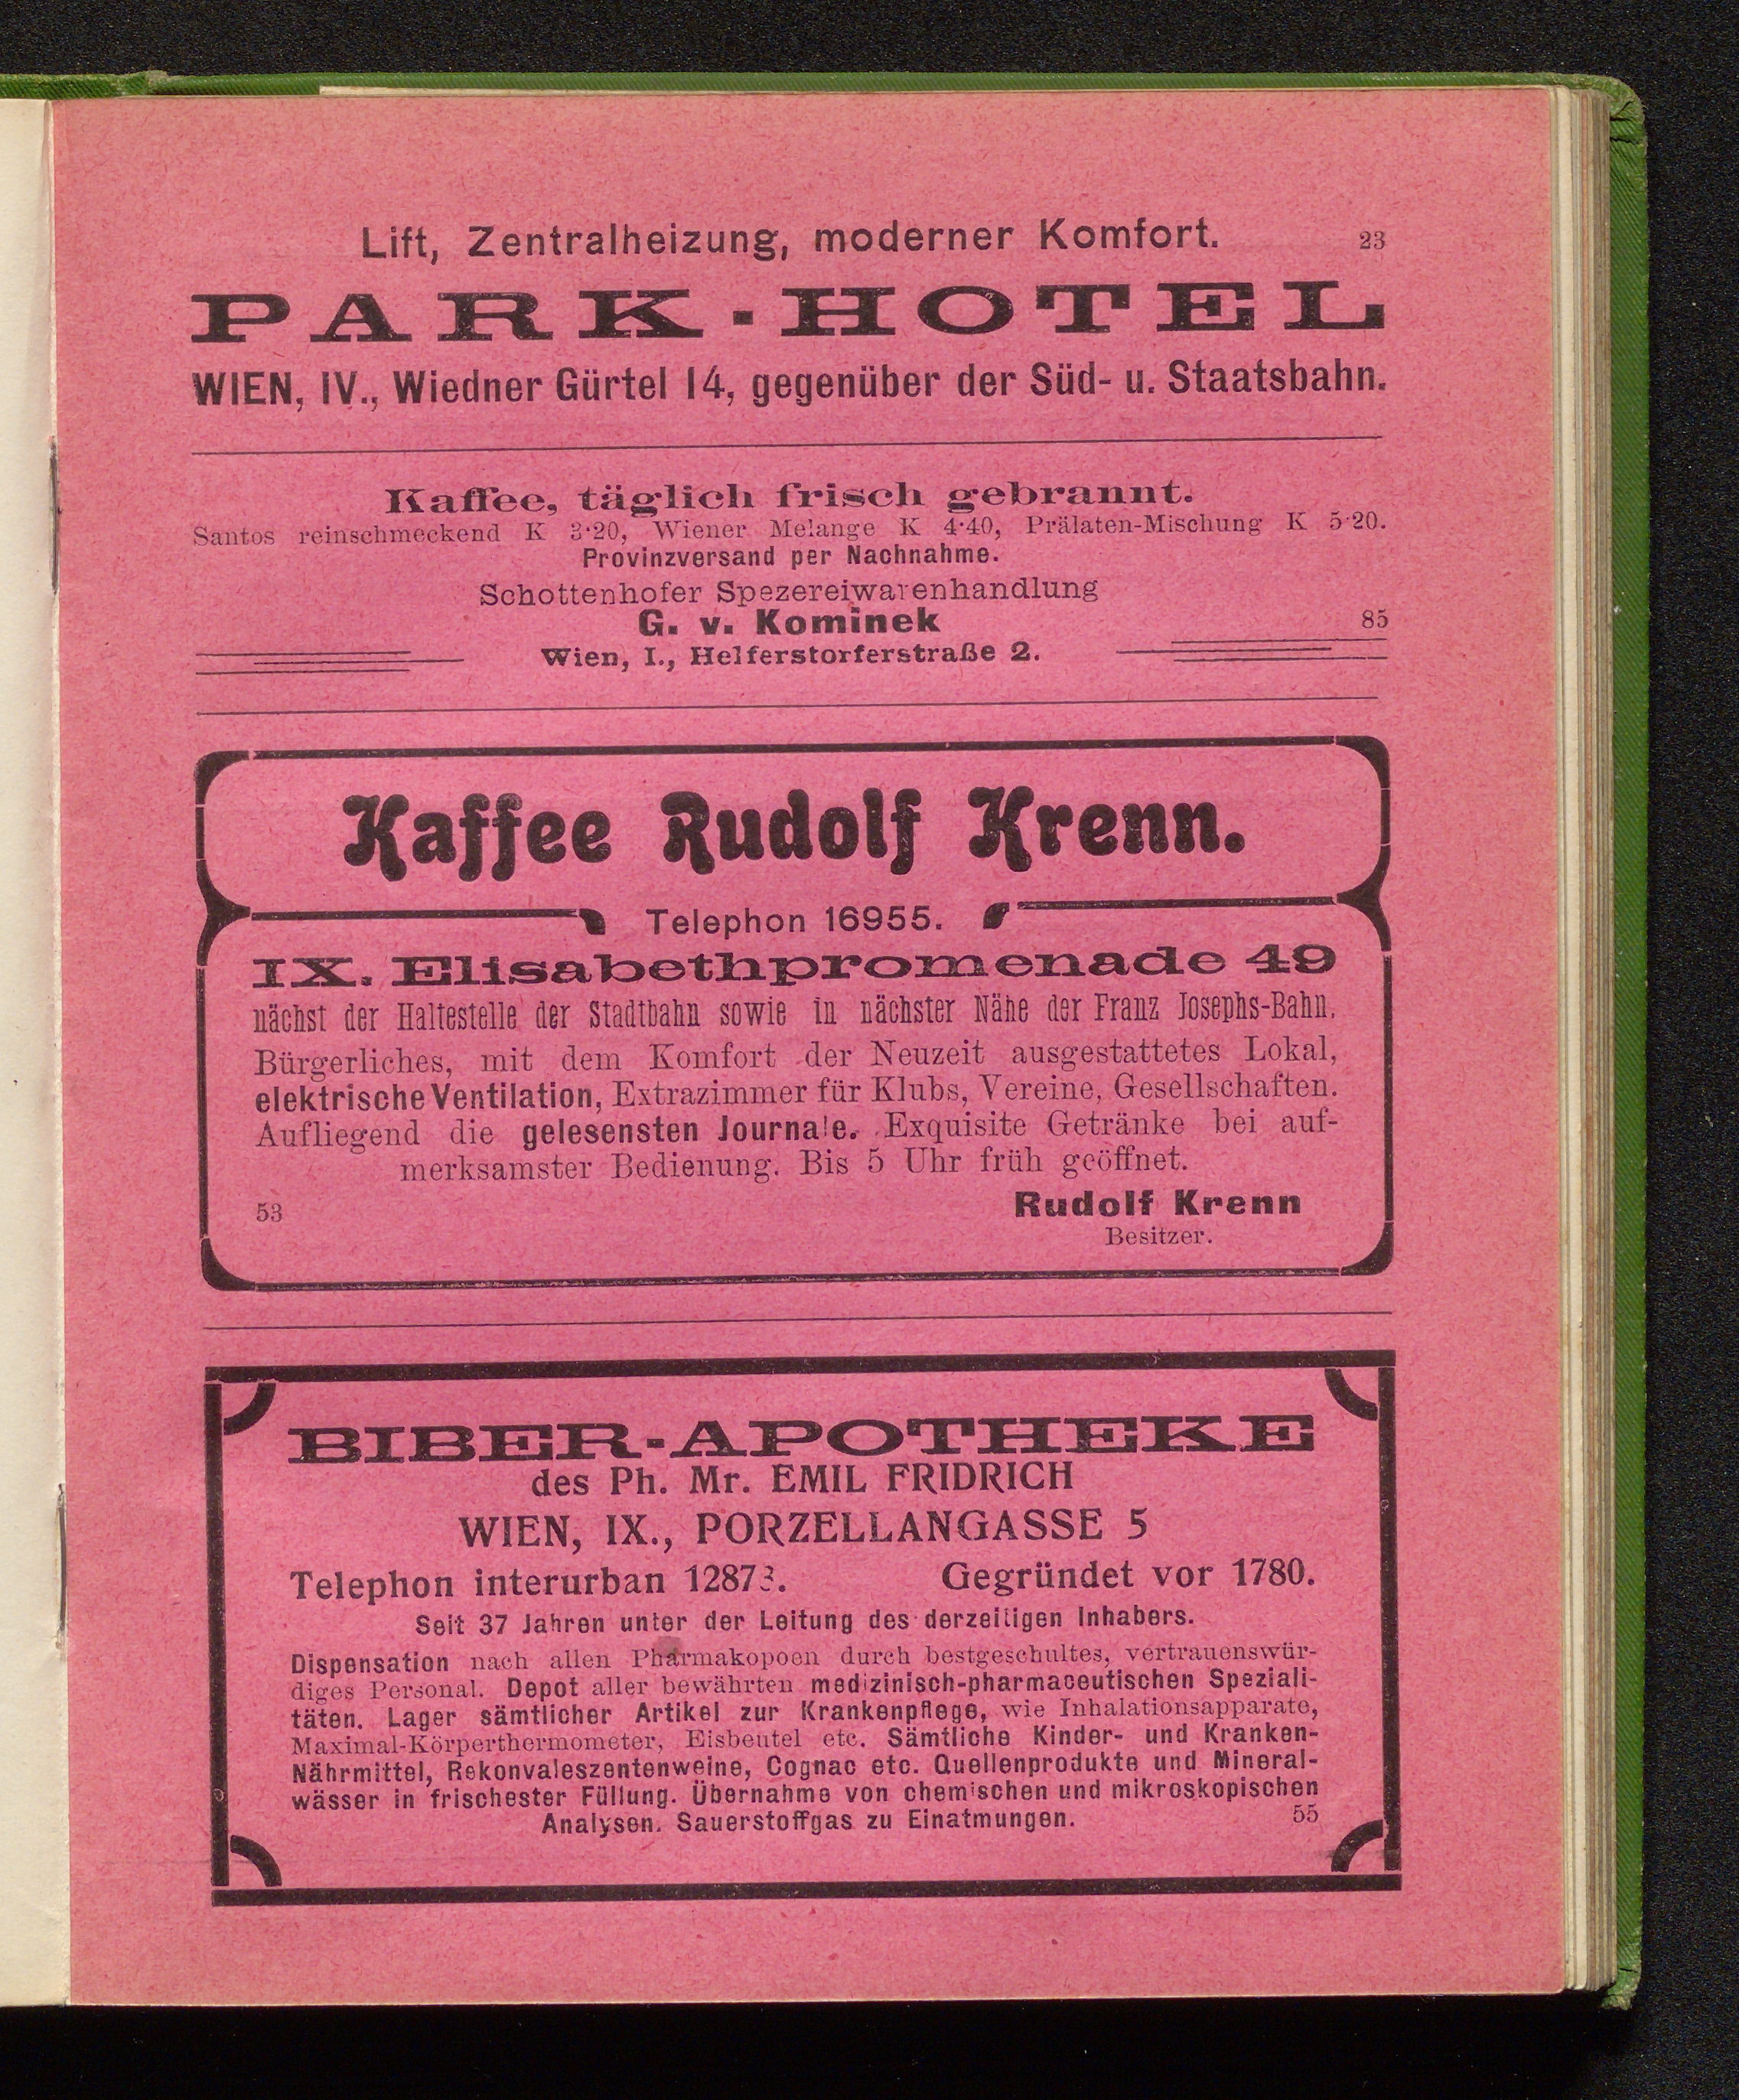 Lift, Zentralheizung, moderner Komfort. 23
PARK-HOTEL
WIEN, IV., Wiedner Gürtel 14, gegenüber der Süd- u. Staatsbahn.
Kaffee, täglich frisch gebrannt.
Santos reinschmeckend K 3·20, Wiener Melange K 4·40, Prälaten-Mischung K 5·20.
Provinzversand per Nachnahme.
Schottenhofer Spezereiwarenhandlung
G. v. Kominek 85
Wien, I., Helferstorferstraße 2.
Kaffee Rudolf Krenn.
Telephon 16955.
IX. Elisabethpromenade 49
nächst der Haltestelle der Stadtbahn sowie in nächster Nähe der Franz Josephs-Bahn.
Bürgerliches, mit dem Komfort der Neuzeit ausgestattetes Lokal,
elektrische Ventilation, Extrazimmer für Klubs, Vereine, Gesellschaften.
Aufliegend die gelesensten Journale. Exquisite Getränke bei auf-
merksamster Bedienung. Bis 5 Uhr früh geöffnet.
53 Rudolf Krenn
Besitzer.
BIBER-APOTHEKE
des Ph. Mr. EMIL FRIDRICH
WIEN, IX., PORZELLANGASSE 5
Telephon interurban 12873. Gegründet vor 1780.
Seit 37 Jahren unter der Leitung des derzeitigen Inhabers.
Dispensation nach allen Pharmakopoen durch bestgeschultes, vertrauenswür-
diges Personal. Depot aller bewährten medizinisch-pharmaceutischen Speziali-
täten. Lager sämtlicher Artikel zur Krankenpflege, wie Inhalationsapparate,
Maximal-Körperthermometer, Eisbeutel etc. Sämtliche Kinder- und Kranken-
Nährmittel, Rekonvaleszentenweine, Cognac etc. Quellenprodukte und Mineral-
wässer in frischester Füllung. Übernahme von chemischen und mikroskopischen
Analysen. Sauerstoffgas zu Einatmungen. 55